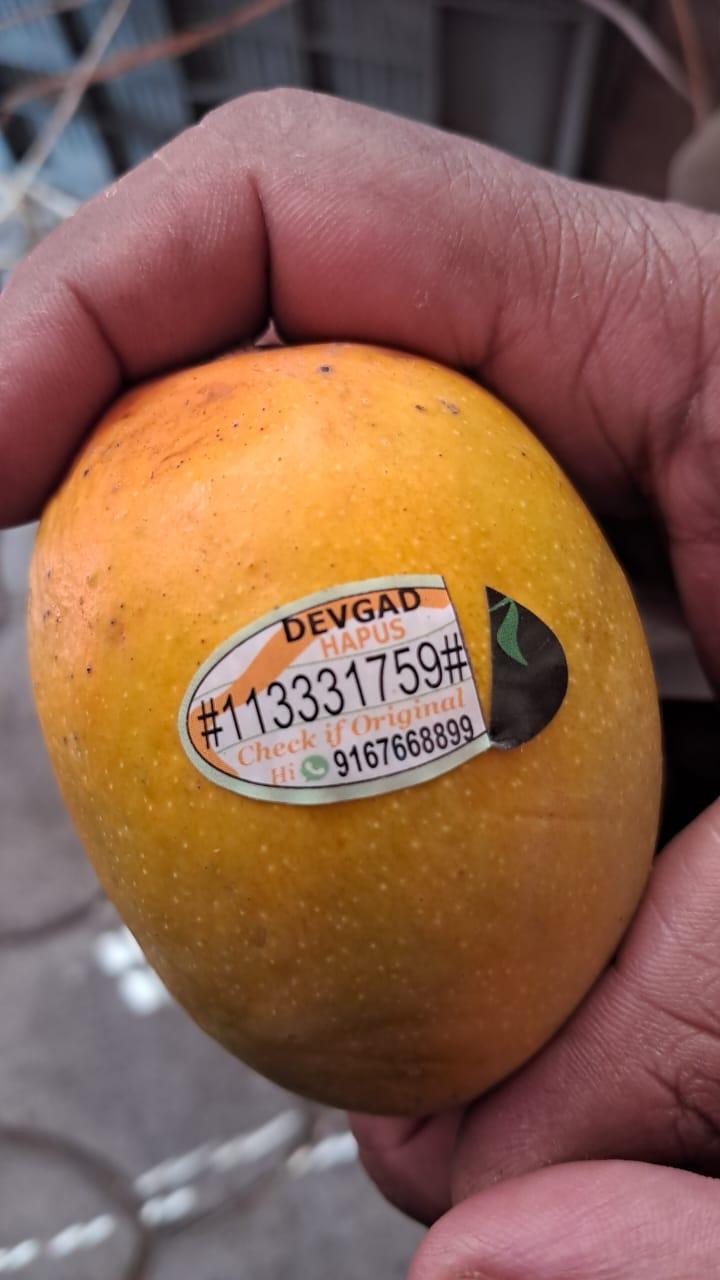 DEVGAD
HAPUS
#113331759#
Check if Original
Hi 9167668899